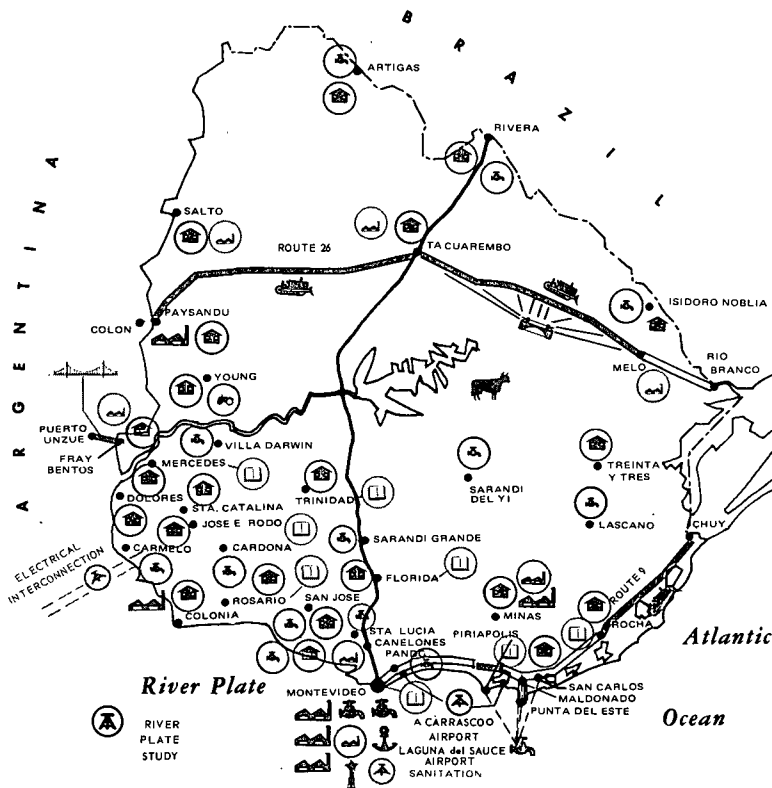 BRAZIL
ARGENTINA
ARTIGAS
RIVERA
SALTO
ROUTE 26
TA CUAREMBO
ISIDORO NOBLIA
COLON
PAYSANDU
MELO
RIO
BRANCO
YOUNG
PUERTO
UNZUE
FRAY
BENTOS
VILLA DARWIN
MERCEDES
TREINTA
Y TRES
DOLORES
TRINIDAD
SARANDI
DEL YI
STA. CATALINA
JOSE E RODO
LASCANO
CHUY
ELECTRICAL
INTERCONNECTION
CARMELO
CARDONA
SARANDI GRANDE
FLORIDA
ROUTE 9
ROSARIO
SAN JOSE
MINAS
COLONIA
STA LUCIA
CANELONES
PANDO
PIRIAPOLIS
ROCHA
Atlantic
Ocean
River Plate
MONTEVIDEO
SAN CARLOS
MALDONADO
PUNTA DEL ESTE
RIVER
PLATE
STUDY
A CARRASCOO
AIRPORT
LAGUNA del SAUCE
AIRPORT
SANITATION